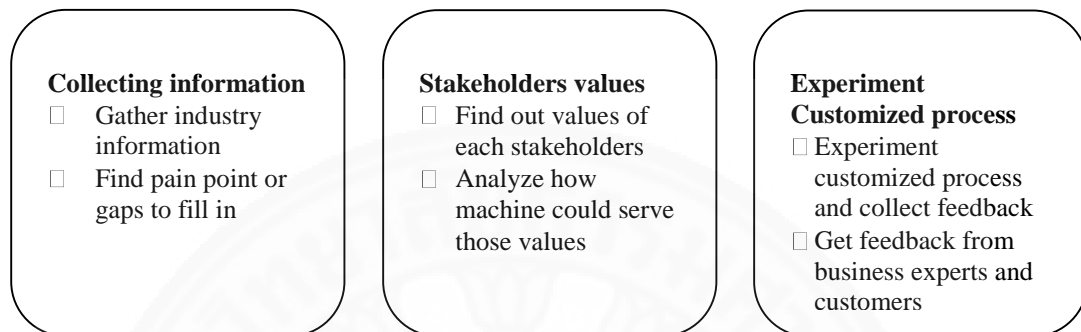 Collecting information
□ Gather industry
information
□ Find pain point or
gaps to fill in
Stakeholders values
□ Find out values of
each stakeholders
□ Analyze how
machine could serve
those values
Experiment
Customized process
□ Experiment
customized process
and collect feedback
□ Get feedback from
business experts and
customers